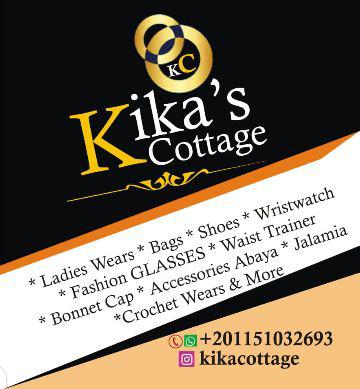 KC
Kika's
Cottage
* Ladies Wears * Bags * Shoes * Wristwatch
* Fashion GLASSES * Waist Trainer
* Bonnet Cap * Accessories Abaya * Jalamia
*Crochet Wears & More
+201151032693
kikacottage